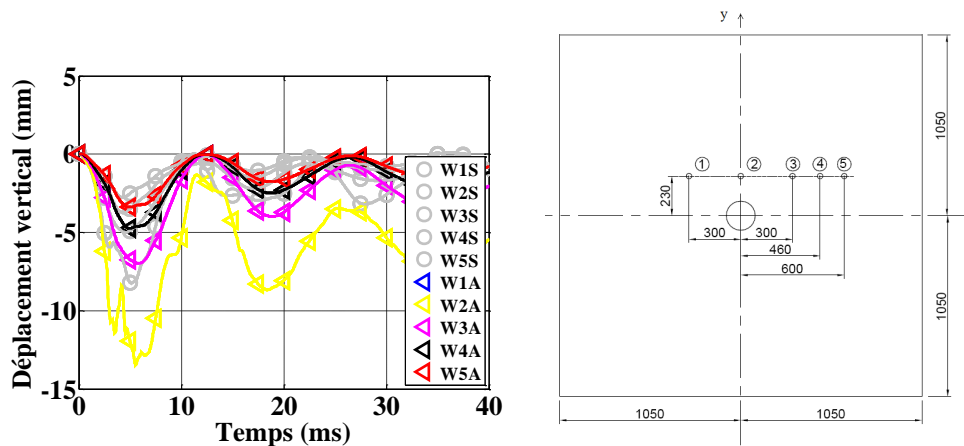 Déplacement vertical (mm)
5
0
-5
-10
-15
0
10
20
30
40
Temps (ms)
W1S
W2S
W3S
W4S
W5S
W1A
W2A
W3A
W4A
W5A
y
1
2
3
4
5
230
300
300
460
600
1050
1050
1050
1050